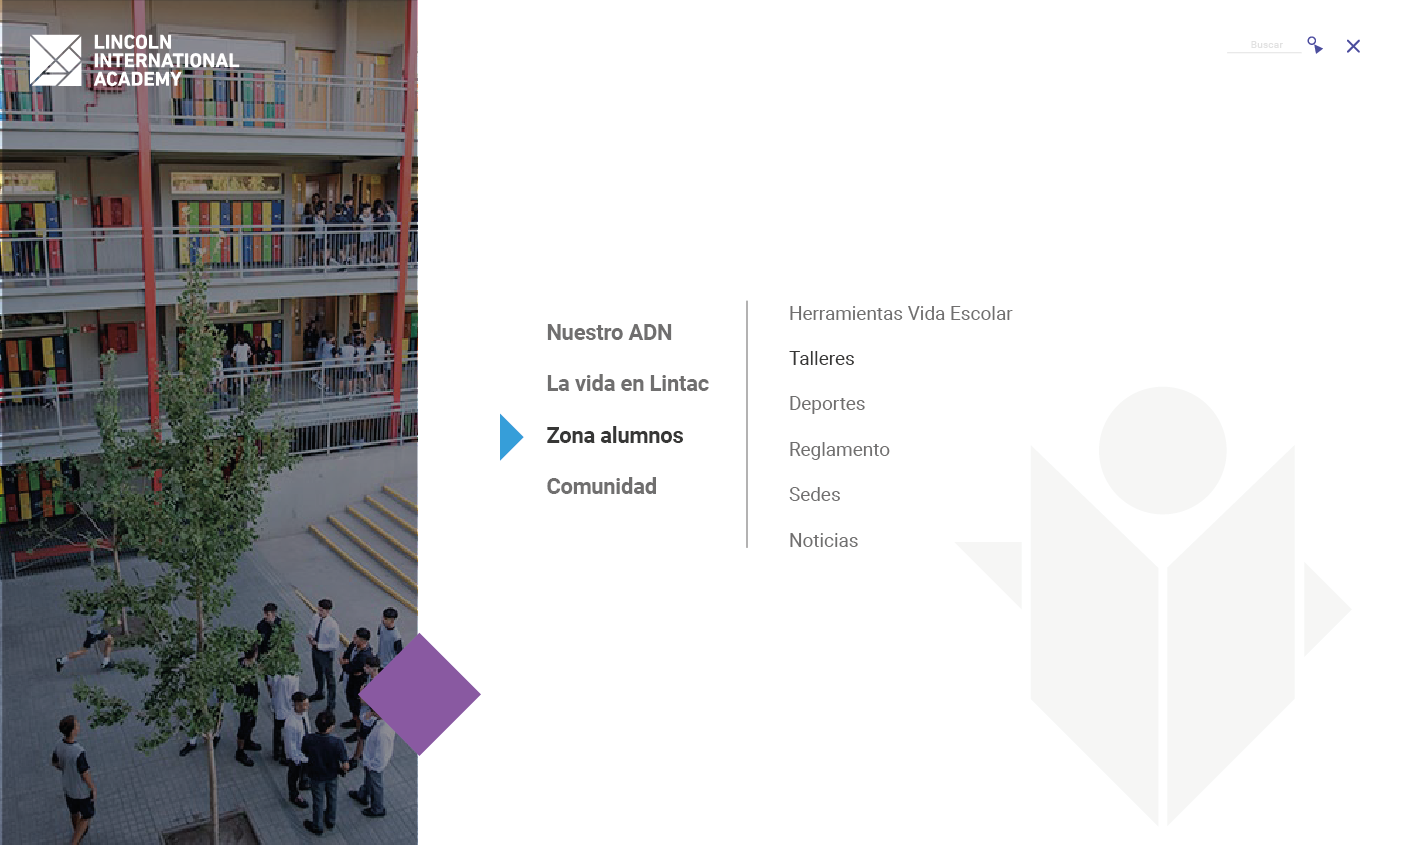 LINCOLN
INTERNATIONAL
ACADEMY
Buscar
Nuestro ADN
La vida en Lintac
Zona alumnos
Comunidad
Herramientas Vida Escolar
Talleres
Deportes
Reglamento
Sedes
Noticias